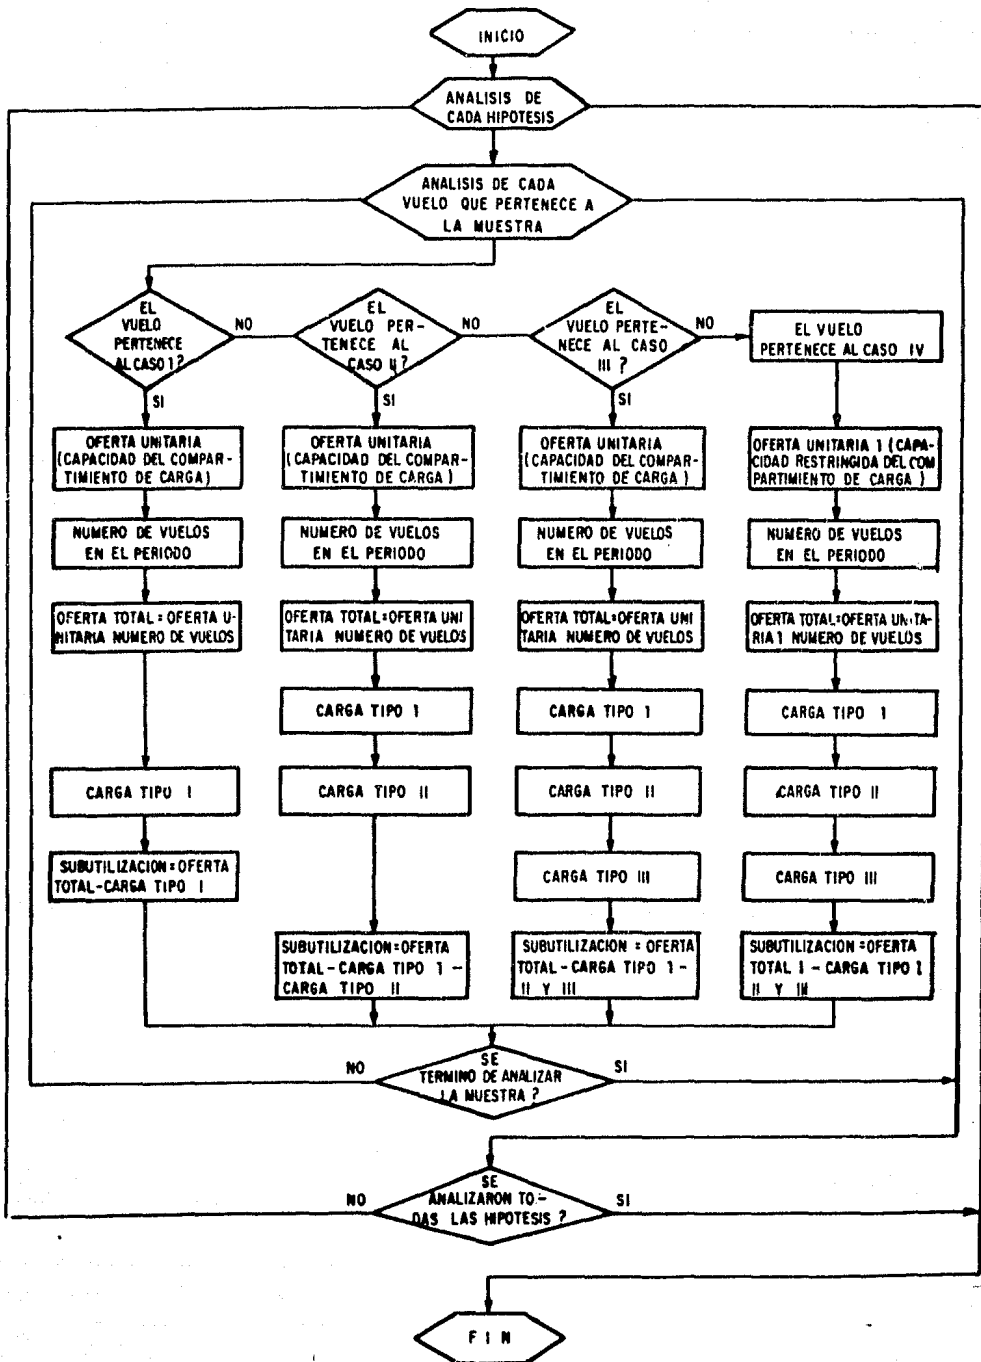 INICIO
ANALISIS DE
CADA HIPOTESIS
ANALISIS DE CADA
VUELO QUE PERTENECE A
LA MUESTRA
EL
VUELO
PERTENECE
AL CASO I?
NO
SI
EL
VUELO PER-
TENECE AL
CASO II?
NO
SI
EL
VUELO PERTE-
NECE AL CASO
III ?
NO
SI
EL VUELO
PERTENECE AL CASO IV
OFERTA UNITARIA
(CAPACIDAD DEL COMPAR-
TIMIENTO DE CARGA)
NUMERO DE VUELOS
EN EL PERIODO
OFERTA TOTAL=OFERTA U-
NITARIA NUMERO DE VUELOS
CARGA TIPO I
SUBUTILIZACION=OFERTA
TOTAL-CARGA TIPO I
OFERTA UNITARIA
(CAPACIDAD DEL COMPAR-
TIMIENTO DE CARGA)
NUMERO DE VUELOS
EN EL PERIODO
OFERTA TOTAL=OFERTA UNI
TARIA NUMERO DE VUELOS
CARGA TIPO I
CARGA TIPO II
SUBUTILIZACION=OFERTA
TOTAL-CARGA TIPO I-
CARGA TIPO II
OFERTA UNITARIA
(CAPACIDAD DEL COMPAR-
TIMIENTO DE CARGA)
NUMERO DE VUELOS
EN EL PERIODO
OFERTA TOTAL=OFERTA UNI
TARIA NUMERO DE VUELOS
CARGA TIPO I
CARGA TIPO II
CARGA TIPO III
SUBUTILIZACION = OFERTA
TOTAL-CARGA TIPO I-
II Y III
OFERTA UNITARIA I (CAPA-
CIDAD RESTRINGIDA DEL COM
PARTIMIENTO DE CARGA)
NUMERO DE VUELOS
EN EL PERIODO
OFERTA TOTAL=OFERTA UNITA-
RIA I NUMERO DE VUELOS
CARGA TIPO I
CARGA TIPO II
CARGA TIPO III
SUBUTILIZACION=OFERTA
TOTAL I - CARGA TIPO I
II Y III
SE
TERMINO DE ANALIZAR
LA MUESTRA ?
NO
SI
SE
ANALIZARON TO-
DAS LAS HIPOTESIS ?
NO
SI
FIN